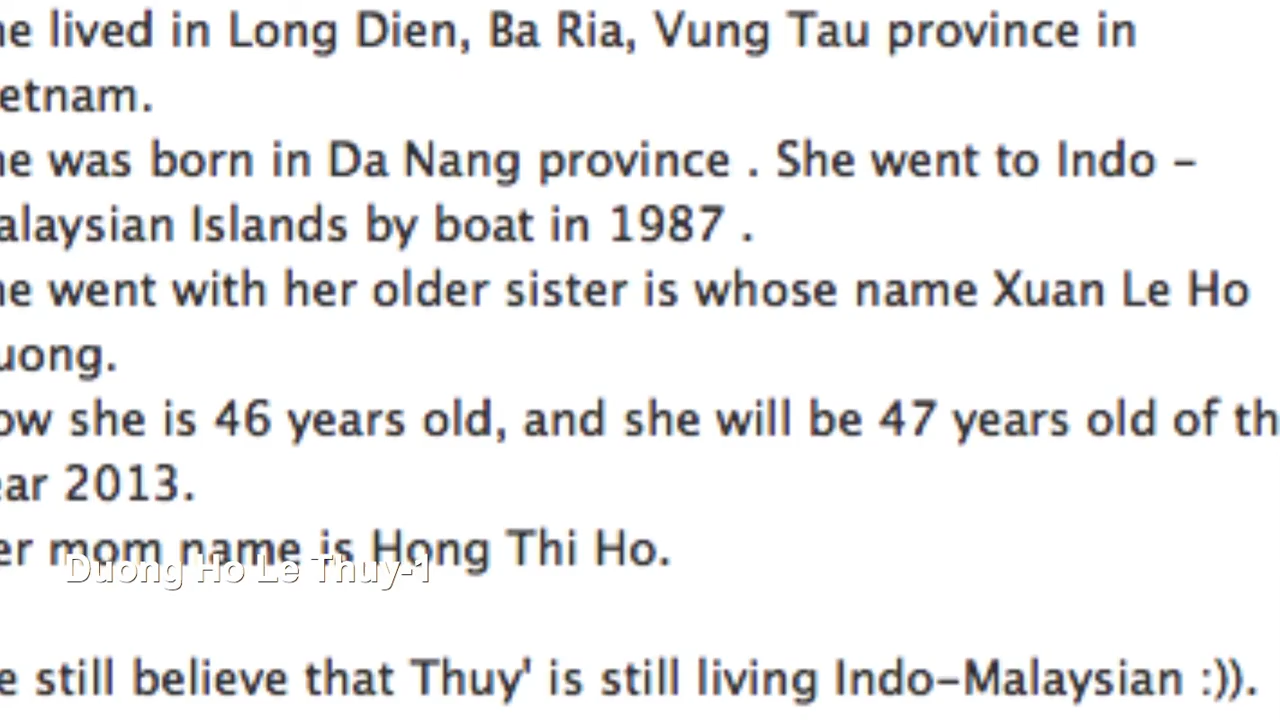 he lived in Long Dien, Ba Ria, Vung Tau province in
etnam.
he was born in Da Nang province . She went to Indo –
alaysian Islands by boat in 1987 .
he went with her older sister is whose name Xuan Le Ho
uong.
ow she is 46 years old, and she will be 47 years old of th
ear 2013.
er mom name is Hong Thi Ho.
Duong Ho Le Thuy-1
e still believe that Thuy' is still living Indo–Malaysian :)).